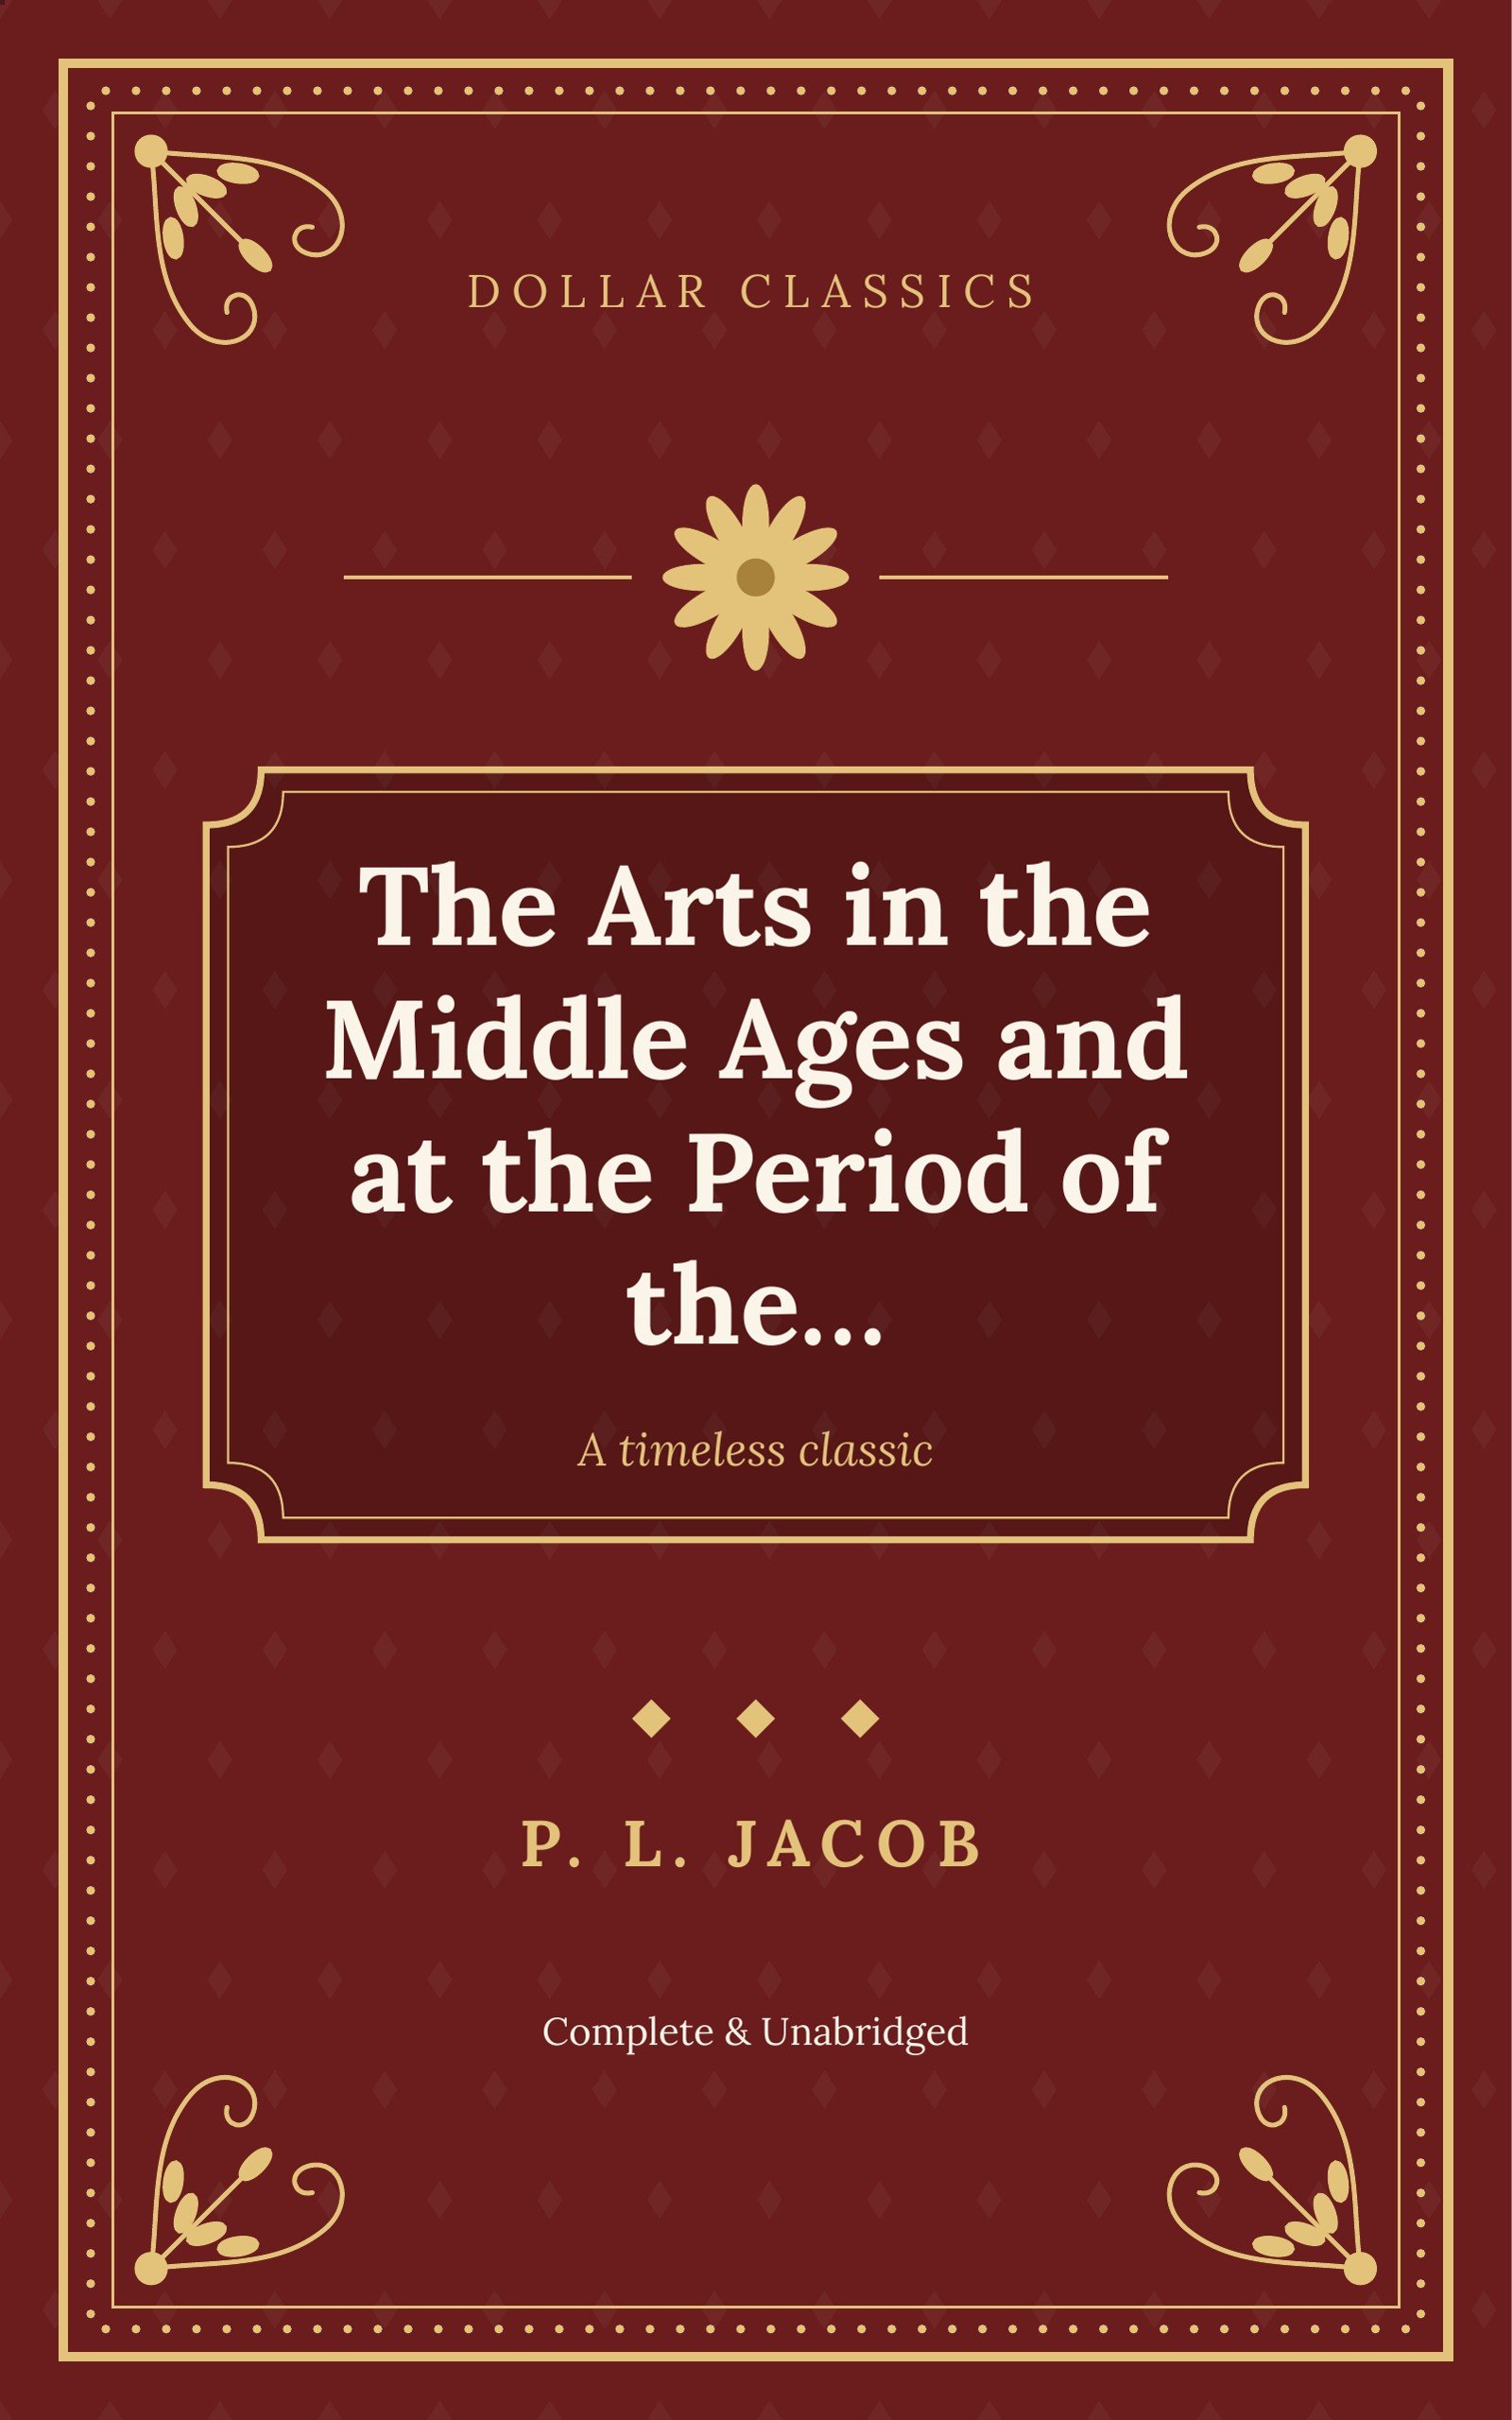 DOLLAR CLASSICS
The Arts in the
Middle Ages and
at the Period of
the...
A timeless classic
P. L. JACOB
Complete & Unabridged